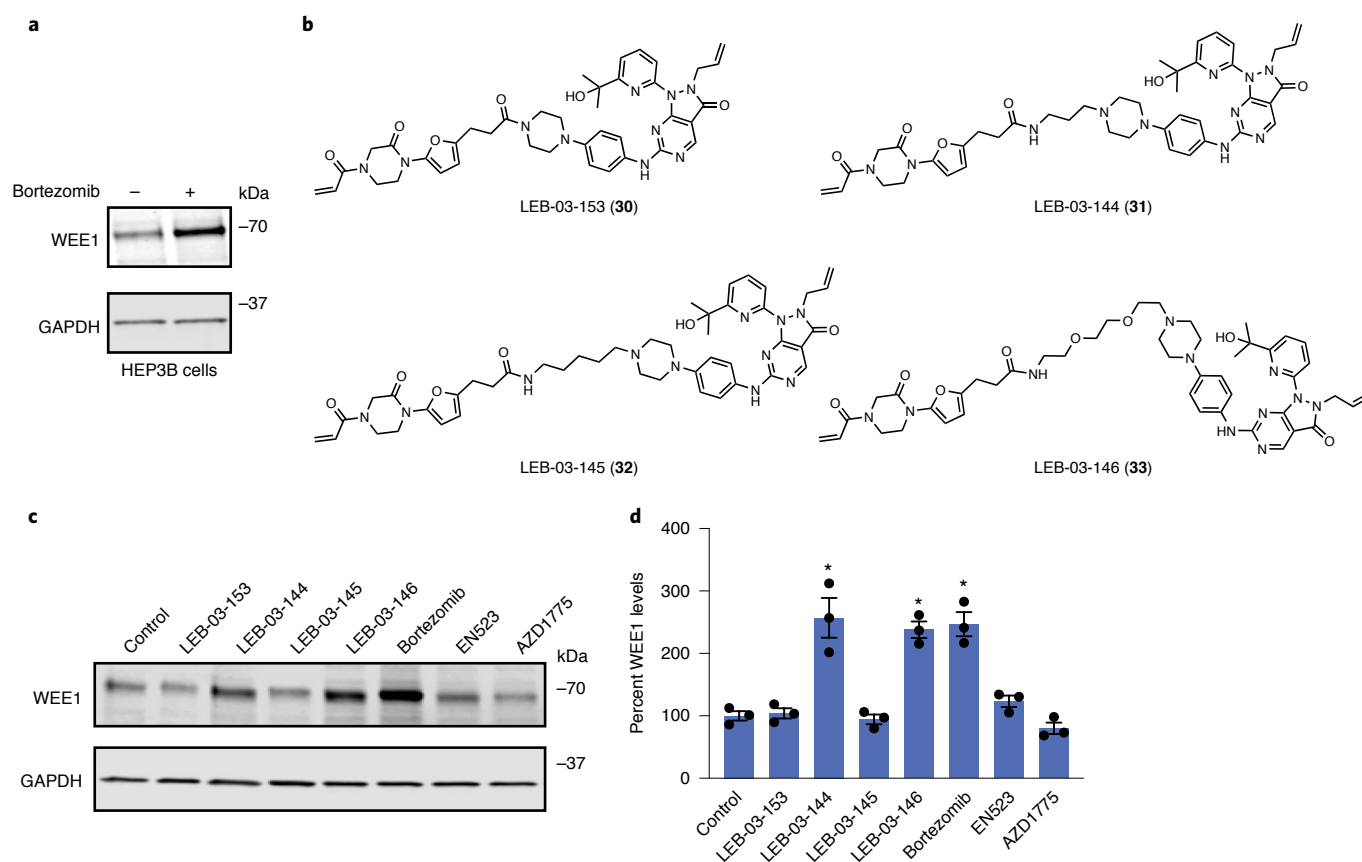 a
Bortezomib – + kDa
WEE1 –70
GAPDH –37
HEP3B cells
b
N
HO
N
N N
O
O
N N
O
N
O
N
N
O
N
N
H
N
LEB-03-153 (30)
N
HO
N
N N
O
O
N
H
N
N
O
N
O
N
N
O
N
N
H
N
LEB-03-144 (31)
HO
N
N N
O
O
N
H
N
N
O
N
O
N
N
O
N
N
H
N
LEB-03-145 (32)
O
O
N
N
HO
N
N
N
O
N
N
NH
O
NH
O
N
O
N
O
LEB-03-146 (33)
c
Control LEB-03-153 LEB-03-144 LEB-03-145 LEB-03-146 Bortezomib EN523 AZD1775
kDa
WEE1 –70
GAPDH –37
d
Percent WEE1 levels
400
300
200
100
0
* * *
Control LEB-03-153 LEB-03-144 LEB-03-145 LEB-03-146 Bortezomib EN523 AZD1775